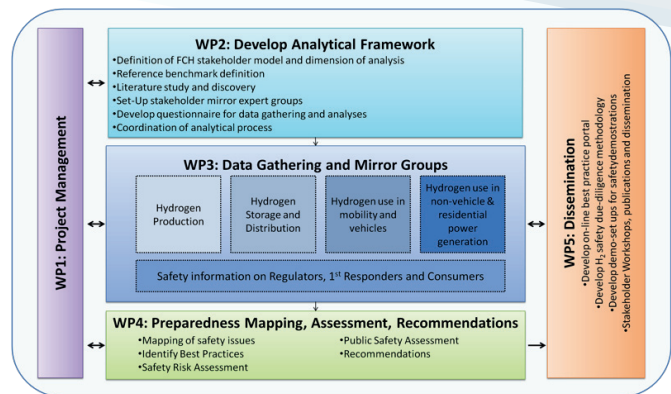 WP1: Project Management
WP2: Develop Analytical Framework
•Definition of FCH stakeholder model and dimension of analysis
•Reference benchmark definition
•Literature study and discovery
•Set-Up stakeholder mirror expert groups
•Develop questionnaire for data gathering and analyses
•Coordination of analytical process
WP3: Data Gathering and Mirror Groups
Hydrogen
Production
Hydrogen
Storage and
Distribution
Hydrogen use in
mobility and
vehicles
Hydrogen use in
non-vehicle &
residential
power
generation
Safety information on Regulators, 1st Responders and Consumers
WP4: Preparedness Mapping, Assessment, Recommendations
•Mapping of safety issues
•Identify Best Practices
•Safety Risk Assessment
•Public Safety Assessment
•Recommendations
WP5: Dissemination
•Develop on-line best practice portal
•Develop H2 safety due-diligence methodology
•Develop demo-set ups for safetydemostrations
•Stakeholder Workshops, publications and dissemination